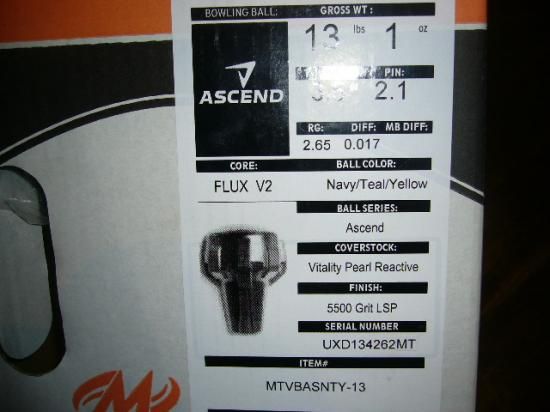 BOWLING BALL:
GROSS WT :
13 lbs 1 oz
ASCEND
PIN:
2.1
RG: DIFF: MB DIFF:
2.65 0.017
CORE: BALL COLOR:
FLUX V2 Navy/Teal/Yellow
BALL SERIES:
Ascend
COVERSTOCK:
Vitality Pearl Reactive
FINISH:
5500 Grit LSP
SERIAL NUMBER
UXD134262MT
ITEM#
MTVBASNTY-13